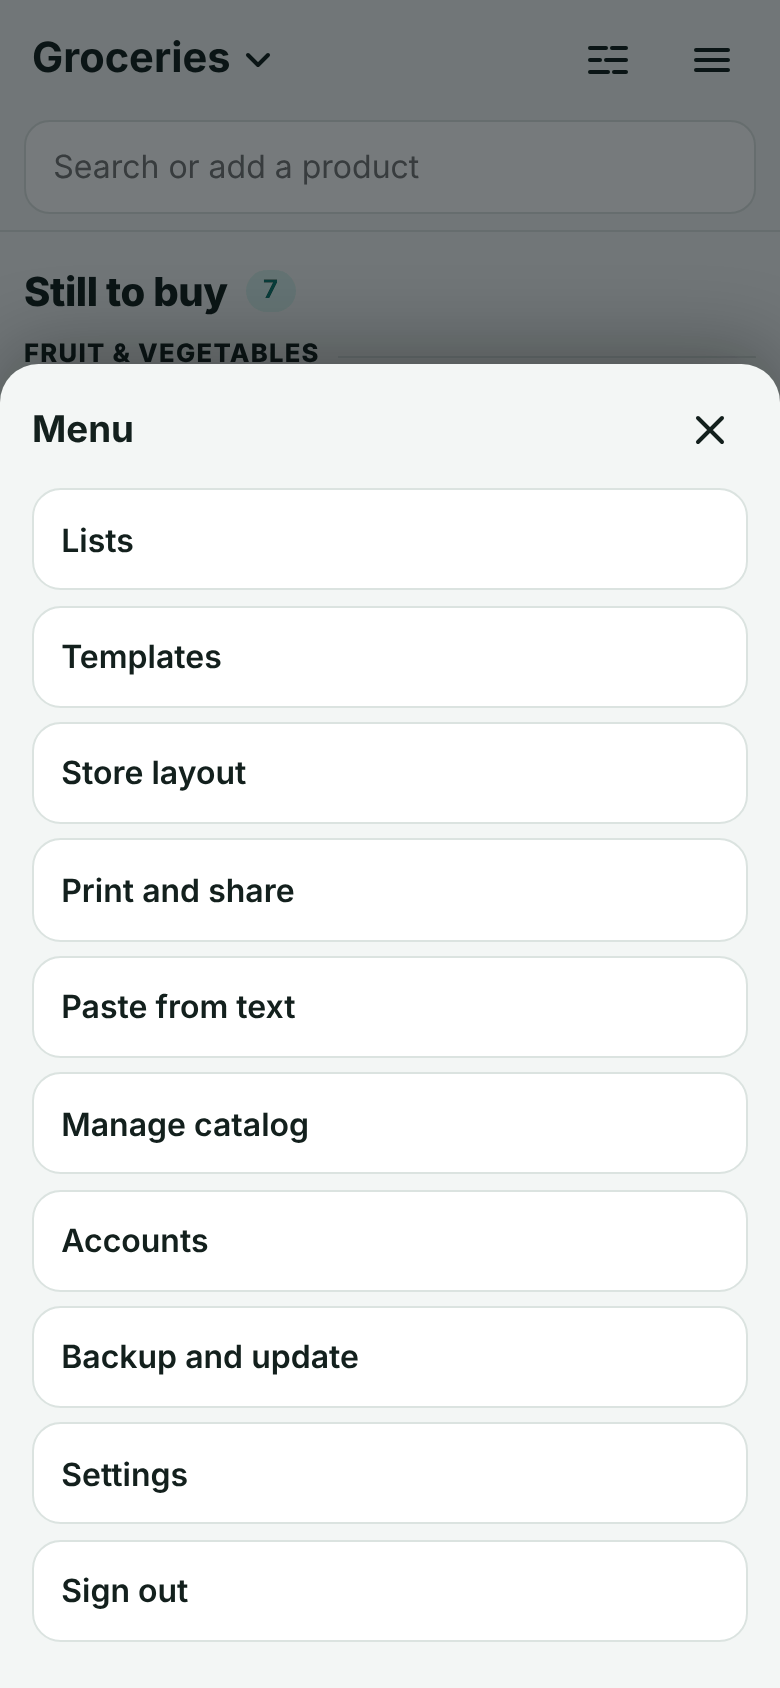 Groceries
Search or add a product
Still to buy 7
FRUIT & VEGETABLES
Menu
Lists
Templates
Store layout
Print and share
Paste from text
Manage catalog
Accounts
Backup and update
Settings
Sign out